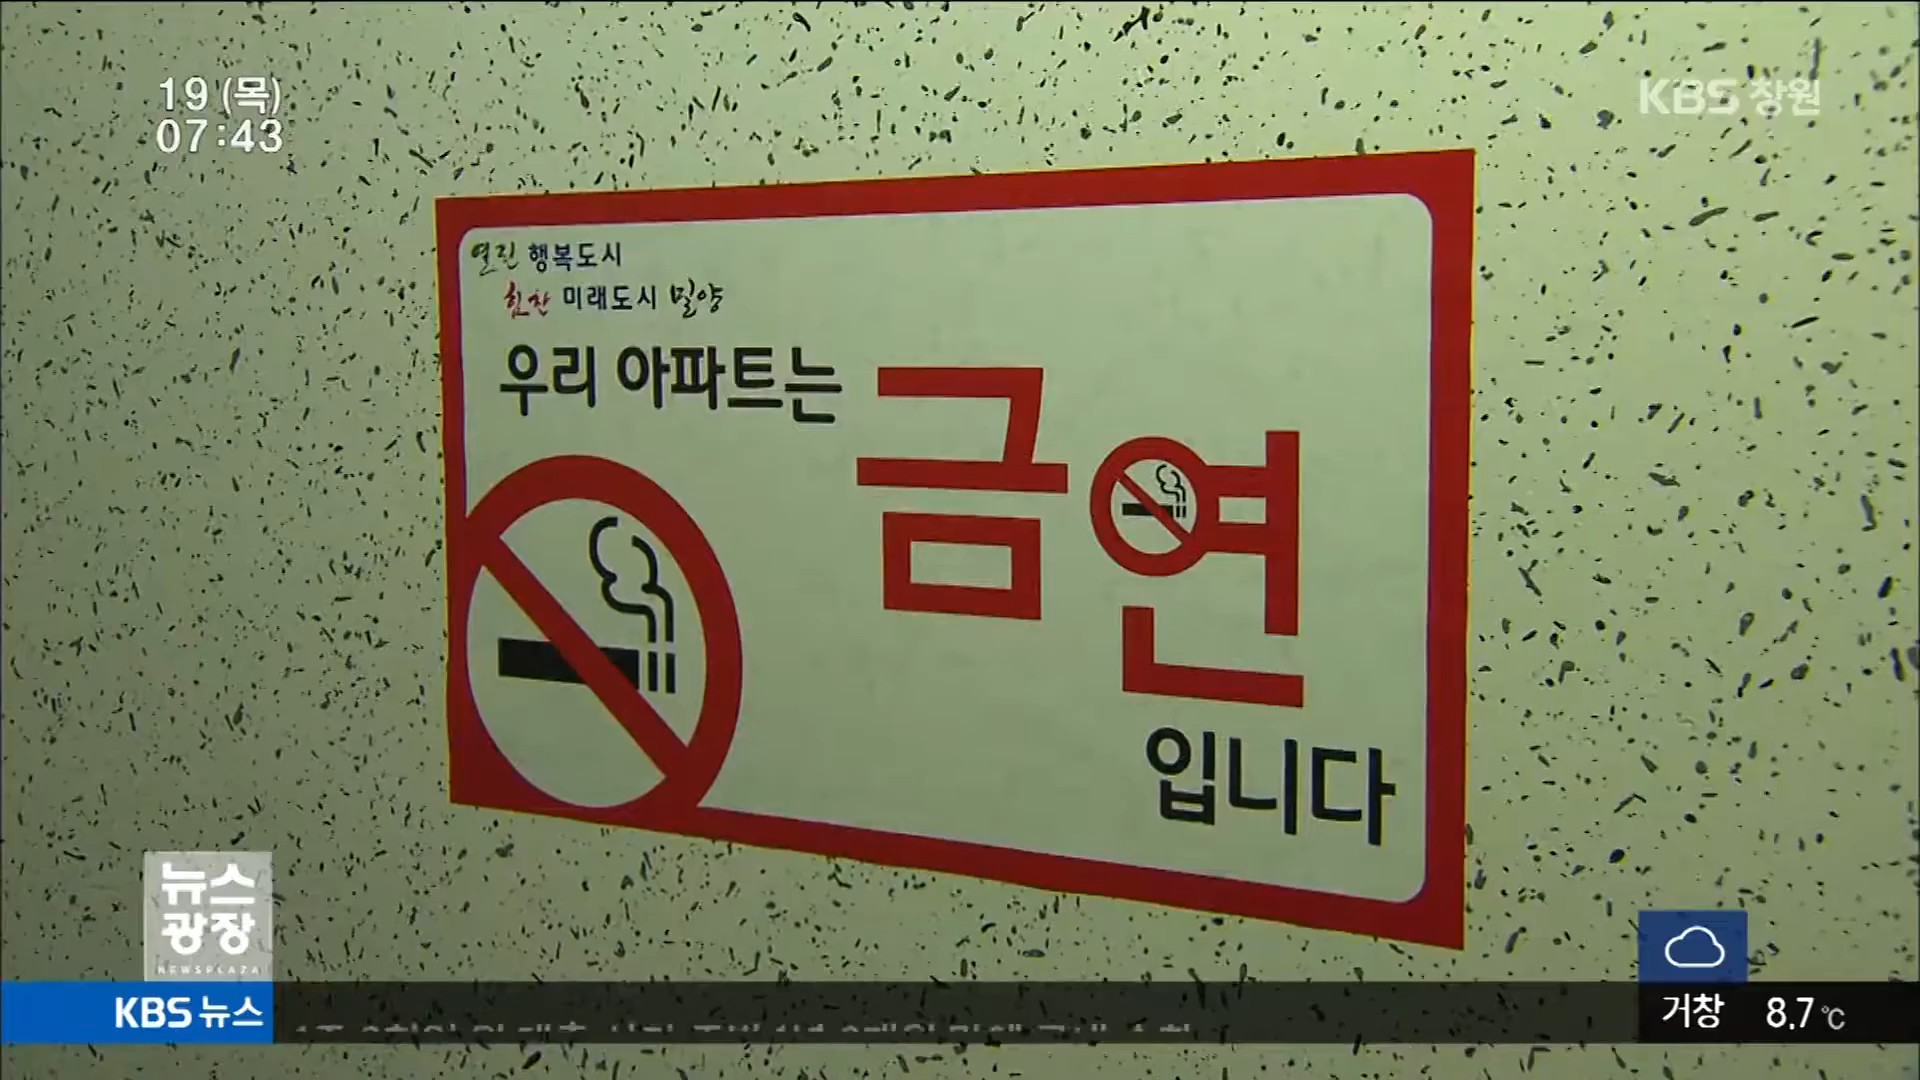 19 (목)
07:43
KBS 창원
열린 행복도시
힘찬 미래도시 밀양
우리 아파트는
금연
입니다
뉴스
광장
NEWSPLAZA
KBS 뉴스
거창 8.7℃